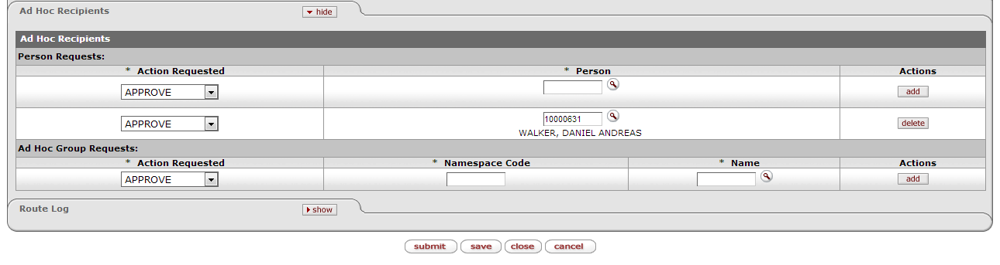 Ad Hoc Recipients hide
Ad Hoc Recipients
Person Requests:
* Action Requested * Person Actions
APPROVE add
APPROVE 10000631 delete
WALKER, DANIEL ANDREAS
Ad Hoc Group Requests:
* Action Requested * Namespace Code * Name Actions
APPROVE add
Route Log show
submit save close cancel